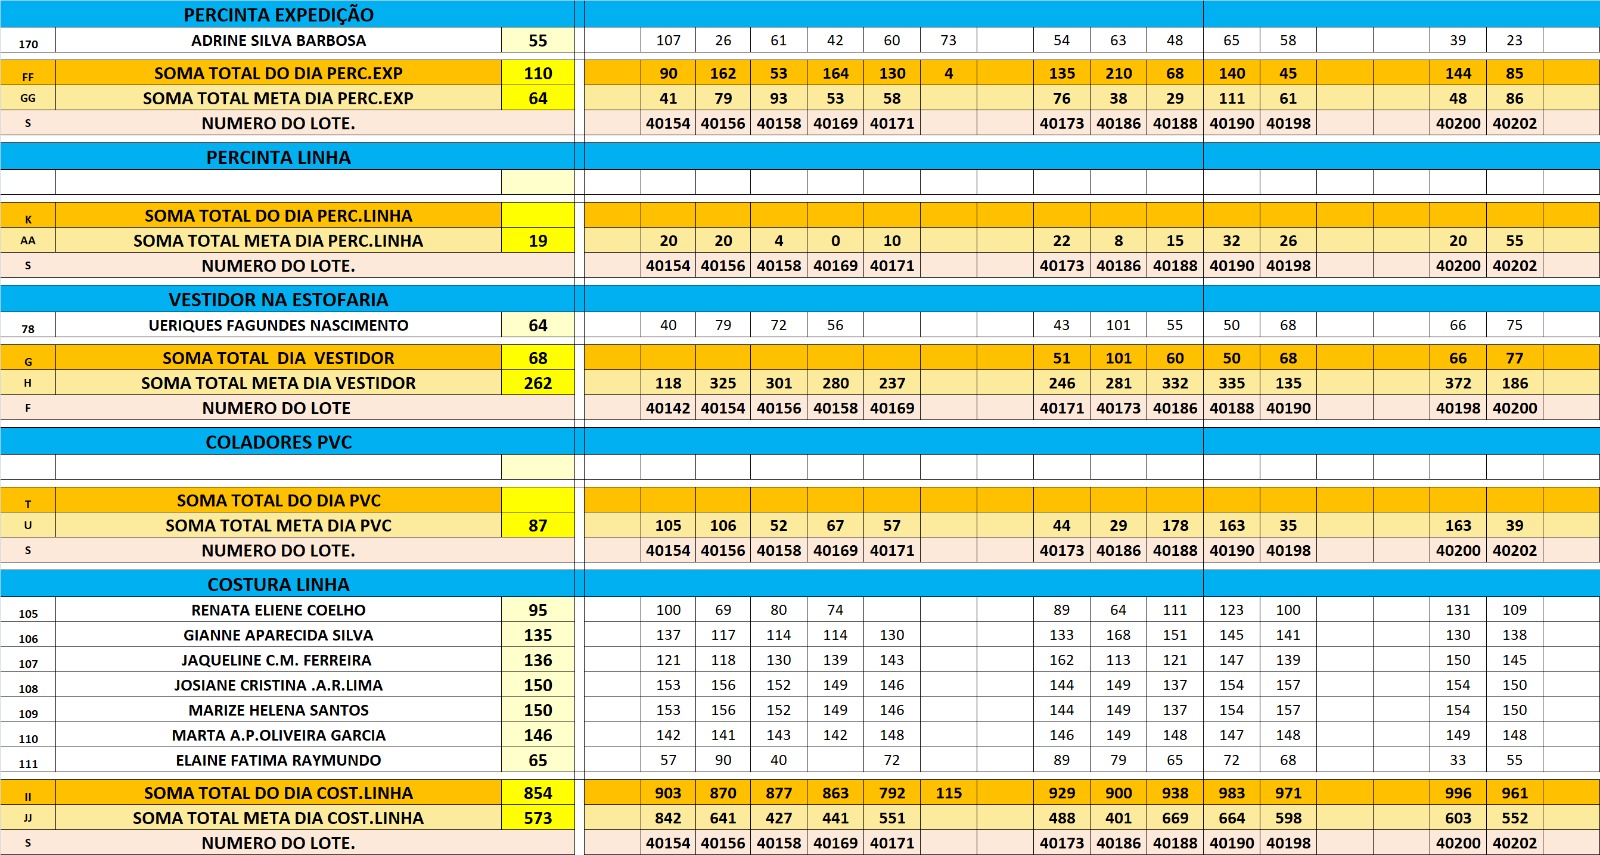 PERCINTA EXPEDIÇÃO
170 ADRINE SILVA BARBOSA 55 107 26 61 42 60 73 54 63 48 65 58 39 23
FF SOMA TOTAL DO DIA PERC.EXP 110 90 162 53 164 130 4 135 210 68 140 45 144 85
GG SOMA TOTAL META DIA PERC.EXP 64 41 79 93 53 58 76 38 29 111 61 48 86
S NUMERO DO LOTE. 40154 40156 40158 40169 40171 40173 40186 40188 40190 40198 40200 40202
PERCINTA LINHA
K SOMA TOTAL DO DIA PERC.LINHA
AA SOMA TOTAL META DIA PERC.LINHA 19 20 20 4 0 10 22 8 15 32 26 20 55
S NUMERO DO LOTE. 40154 40156 40158 40169 40171 40173 40186 40188 40190 40198 40200 40202
VESTIDOR NA ESTOFARIA
78 UERIQUES FAGUNDES NASCIMENTO 64 40 79 72 56 43 101 55 50 68 66 75
G SOMA TOTAL DIA VESTIDOR 68 51 101 60 50 68 66 77
H SOMA TOTAL META DIA VESTIDOR 262 118 325 301 280 237 246 281 332 335 135 372 186
F NUMERO DO LOTE 40142 40154 40156 40158 40169 40171 40173 40186 40188 40190 40198 40200
COLADORES PVC
T SOMA TOTAL DO DIA PVC
U SOMA TOTAL META DIA PVC 87 105 106 52 67 57 44 29 178 163 35 163 39
S NUMERO DO LOTE. 40154 40156 40158 40169 40171 40173 40186 40188 40190 40198 40200 40202
COSTURA LINHA
105 RENATA ELIENE COELHO 95 100 69 80 74 89 64 111 123 100 131 109
106 GIANNE APARECIDA SILVA 135 137 117 114 114 130 133 168 151 145 141 130 138
107 JAQUELINE C.M. FERREIRA 136 121 118 130 139 143 162 113 121 147 139 150 145
108 JOSIANE CRISTINA .A.R.LIMA 150 153 156 152 149 146 144 149 137 154 157 154 150
109 MARIZE HELENA SANTOS 150 153 156 152 149 146 144 149 137 154 157 154 150
110 MARTA A.P.OLIVEIRA GARCIA 146 142 141 143 142 148 146 149 148 147 148 149 148
111 ELAINE FATIMA RAYMUNDO 65 57 90 40 72 89 79 65 72 68 33 55
II SOMA TOTAL DO DIA COST.LINHA 854 903 870 877 863 792 115 929 900 938 983 971 996 961
JJ SOMA TOTAL META DIA COST.LINHA 573 842 641 427 441 551 488 401 669 664 598 603 552
S NUMERO DO LOTE. 40154 40156 40158 40169 40171 40173 40186 40188 40190 40198 40200 40202